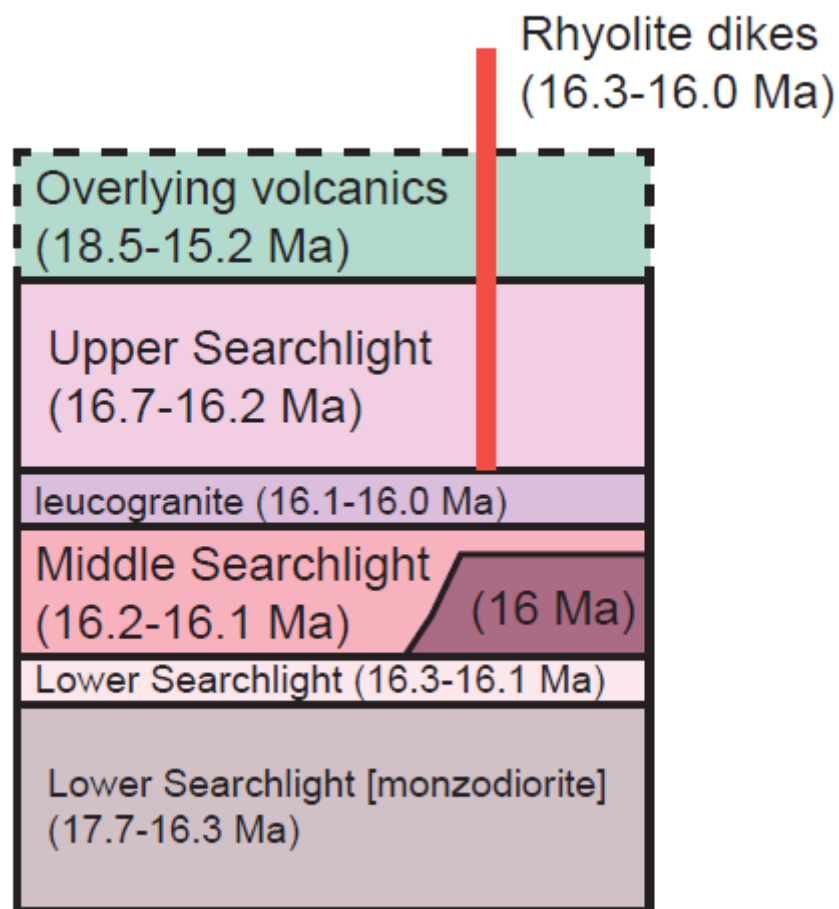 Rhyolite dikes
(16.3-16.0 Ma)
Overlying volcanics
(18.5-15.2 Ma)
Upper Searchlight
(16.7-16.2 Ma)
leucogranite (16.1-16.0 Ma)
Middle Searchlight
(16.2-16.1 Ma)
(16 Ma)
Lower Searchlight (16.3-16.1 Ma)
Lower Searchlight [monzodiorite]
(17.7-16.3 Ma)